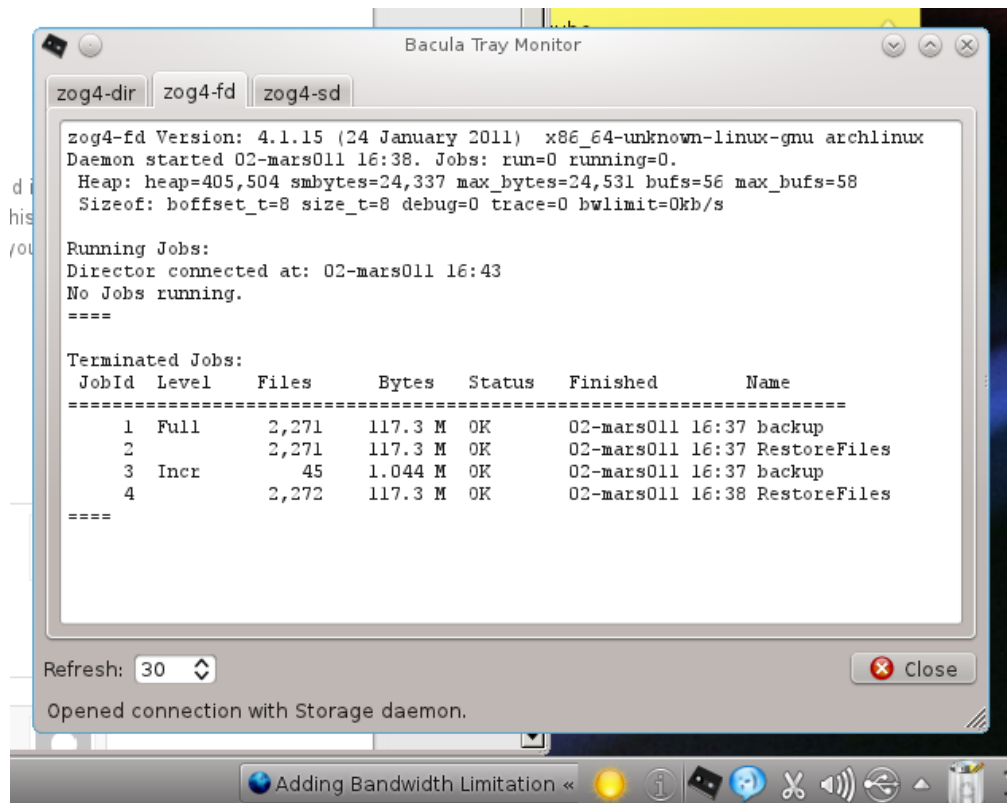 Bacula Tray Monitor
zog4-dir zog4-fd zog4-sd
zog4-fd Version: 4.1.15 (24 January 2011) x86_64-unknown-linux-gnu archlinux
Daemon started 02-mars011 16:38. Jobs: run=0 running=0.
Heap: heap=405,504 smbytes=24,337 max_bytes=24,531 bufs=56 max_bufs=58
Sizeof: boffset_t=8 size_t=8 debug=0 trace=0 bwlimit=0kb/s
Running Jobs:
Director connected at: 02-mars011 16:43
No Jobs running.
====
Terminated Jobs:
JobId Level Files Bytes Status Finished Name
======================================================================
1 Full 2,271 117.3 M OK 02-mars011 16:37 backup
2 2,271 117.3 M OK 02-mars011 16:37 RestoreFiles
3 Incr 45 1.044 M OK 02-mars011 16:37 backup
4 2,272 117.3 M OK 02-mars011 16:38 RestoreFiles
====
Refresh: 30
Close
Opened connection with Storage daemon.
Adding Bandwidth Limitation «